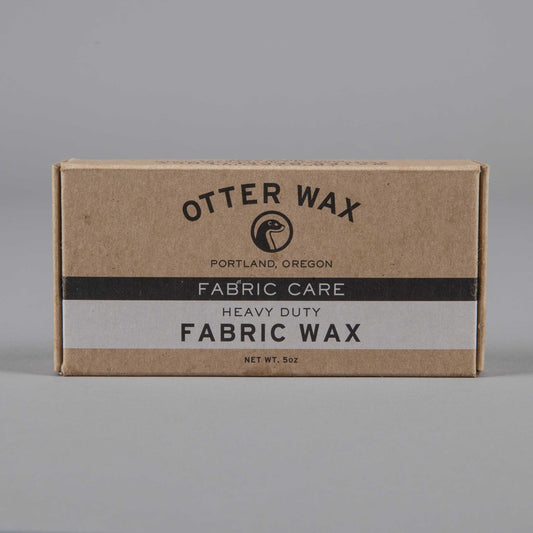 OTTER WAX
PORTLAND, OREGON
FABRIC CARE
HEAVY DUTY
FABRIC WAX
NET WT. 5oz